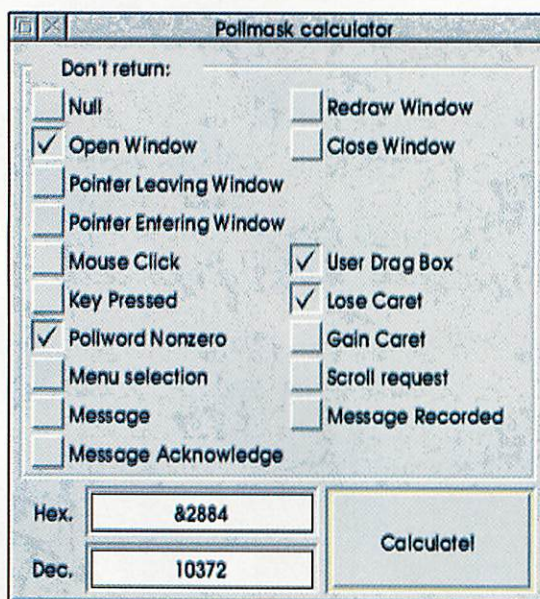 Pollmask calculator
Don't return:
Null
Redraw Window
Open Window
Close Window
Pointer Leaving Window
Pointer Entering Window
Mouse Click
User Drag Box
Key Pressed
Lose Caret
Pollword Nonzero
Gain Caret
Menu selection
Scroll request
Message
Message Recorded
Message Acknowledge
Hex. &2884
Dec. 10372
Calculate!